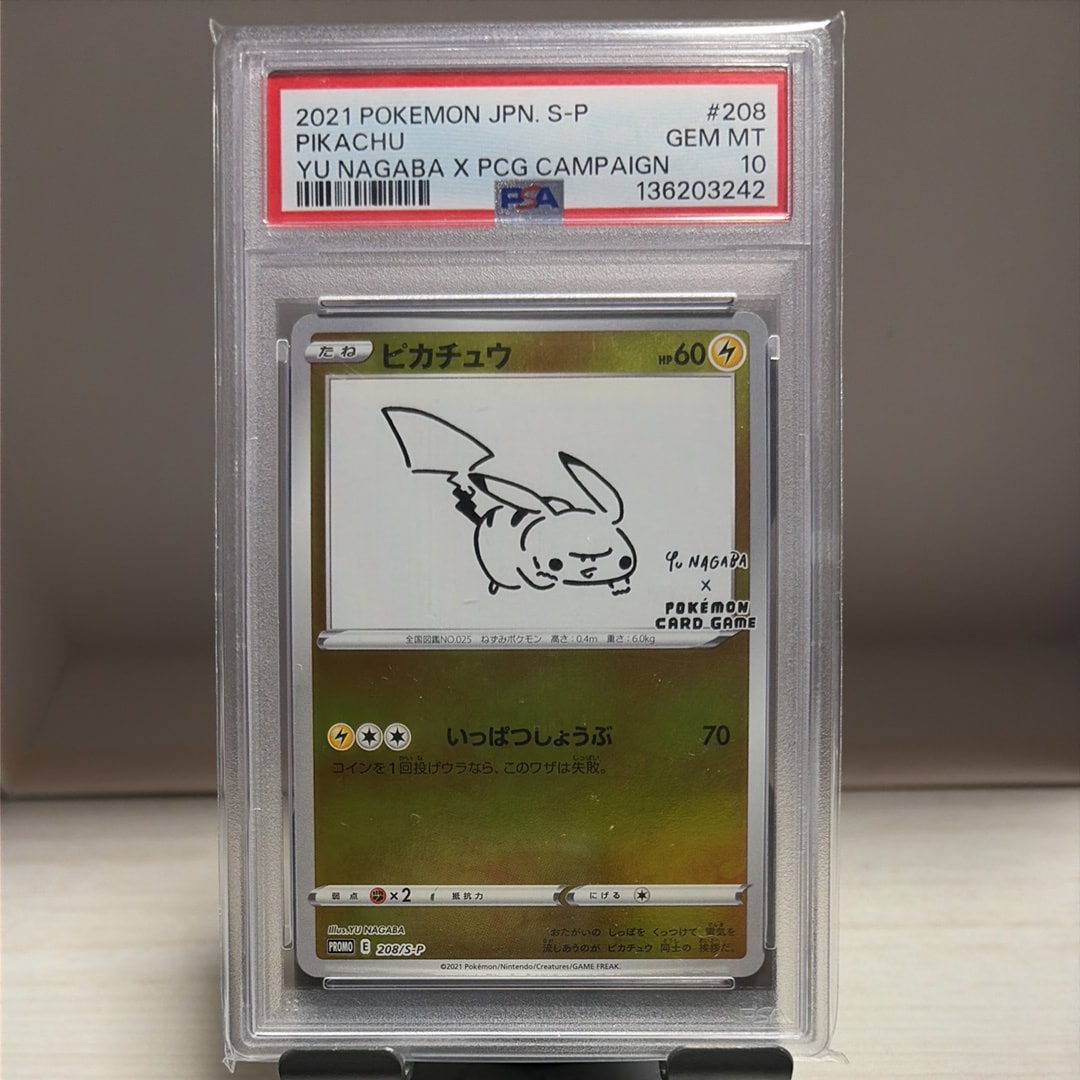 2021 POKEMON JPN. S-P #208
PIKACHU GEM MT
YU NAGABA X PCG CAMPAIGN 10
PSA 136203242
たね ピカチュウ HP60
YU NAGABA
×
POKÉMON
CARD GAME
全国図鑑NO.025 ねずみポケモン 高さ:0.4m 重さ:6.0kg
いっぱつしょうぶ 70
コインを1回投げウラなら、このワザは失敗。
弱点 ×2 抵抗力 にげる
Illus.YU NAGABA
PROMO E 208/S-P
おたがいの しっぽを くっつけて 電気を
流しあうのが ピカチュウ 同士の 挨拶だ。
©2021 Pokémon/Nintendo/Creatures/GAME FREAK.